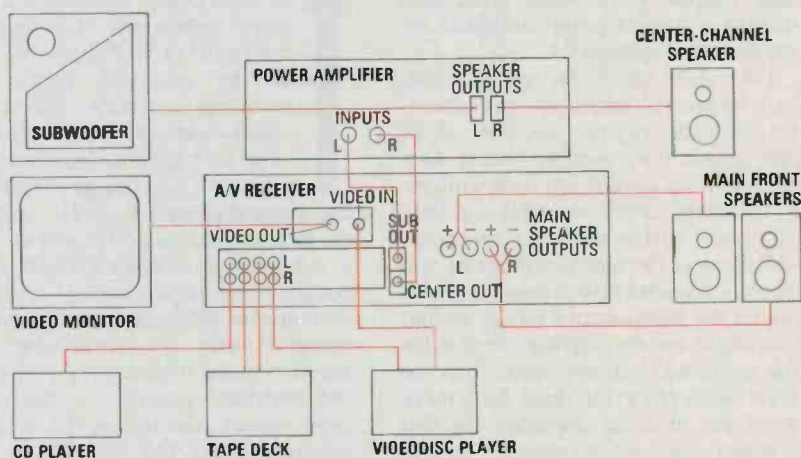 CENTER-CHANNEL
SPEAKER
POWER AMPLIFIER
SPEAKER
OUTPUTS
L R
SUBWOOFER
INPUTS
L R
A/V RECEIVER
VIDEO IN
VIDEO OUT
SUB
OUT
+ − + −
L R
MAIN
SPEAKER
OUTPUTS
MAIN FRONT
SPEAKERS
L
R
CENTER OUT
VIDEO MONITOR
CD PLAYER
TAPE DECK
VIDEODISC PLAYER